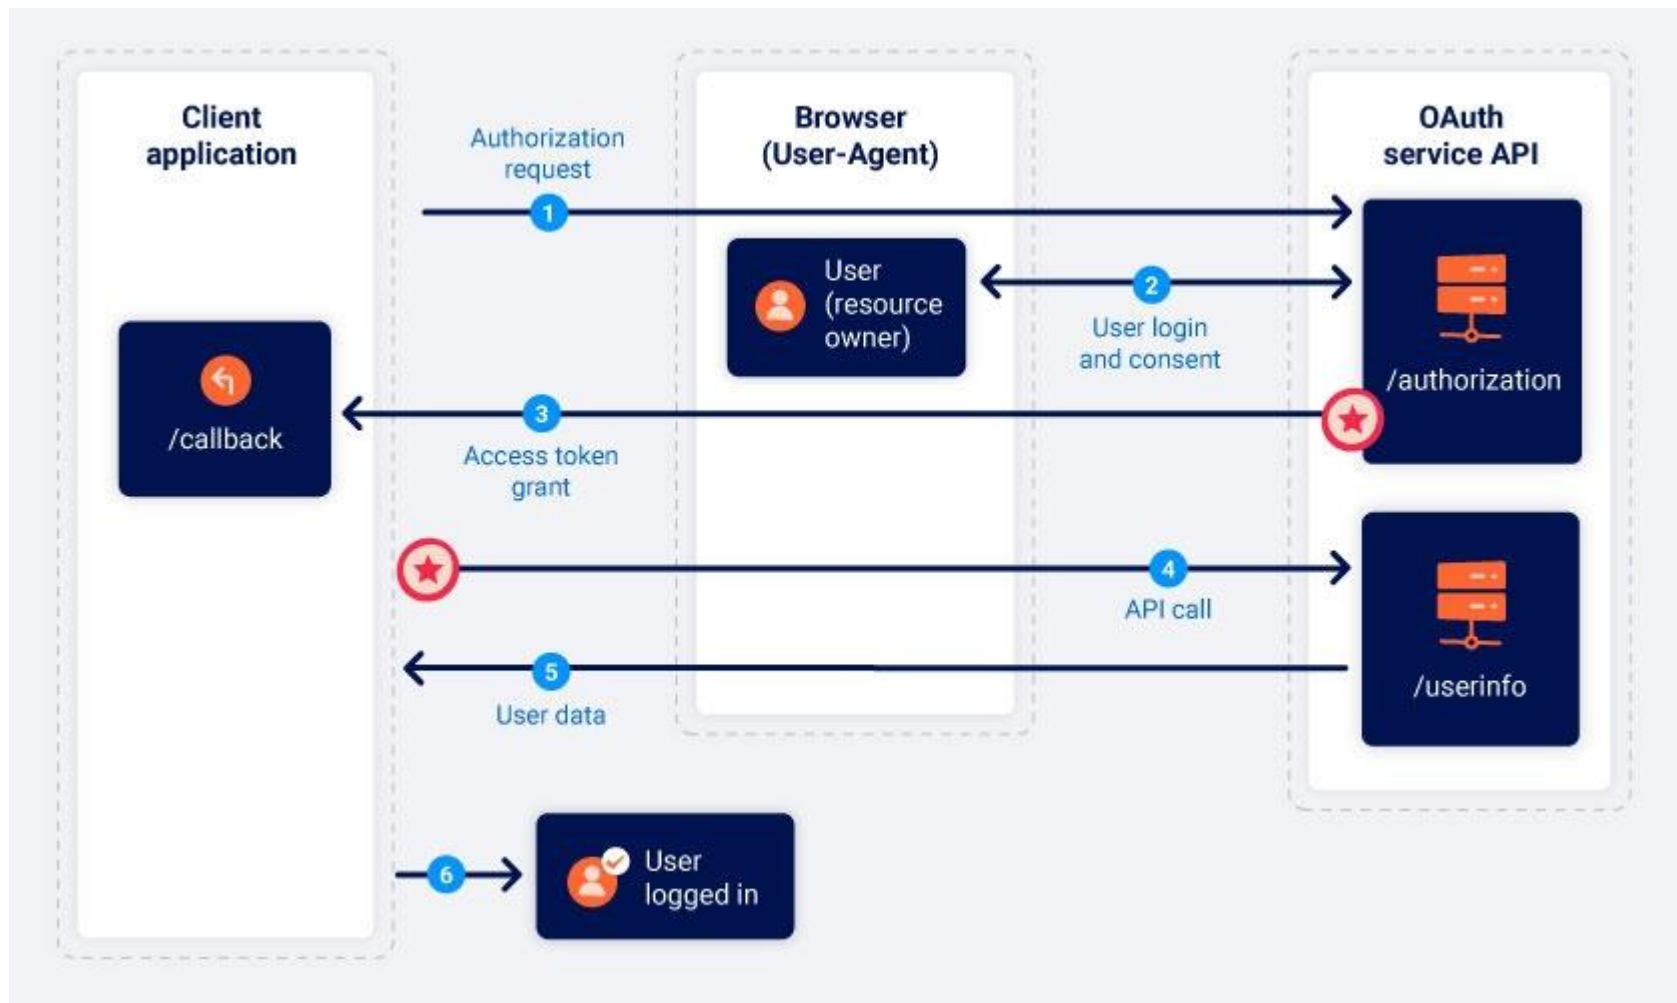 Client
application
Authorization
request
Browser
(User-Agent)
OAuth
service API
1
User
(resource
owner)
2
User login
and consent
/authorization
/callback
3
Access token
grant
4
API call
5
User data
/userinfo
6
User
logged in